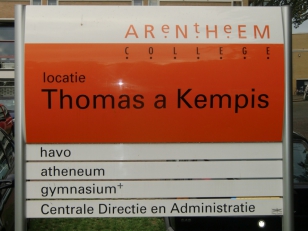 ARENTHEEM
COLLEGE
locatie
Thomas a Kempis
havo
atheneum
gymnasium+
Centrale Directie en Administratie